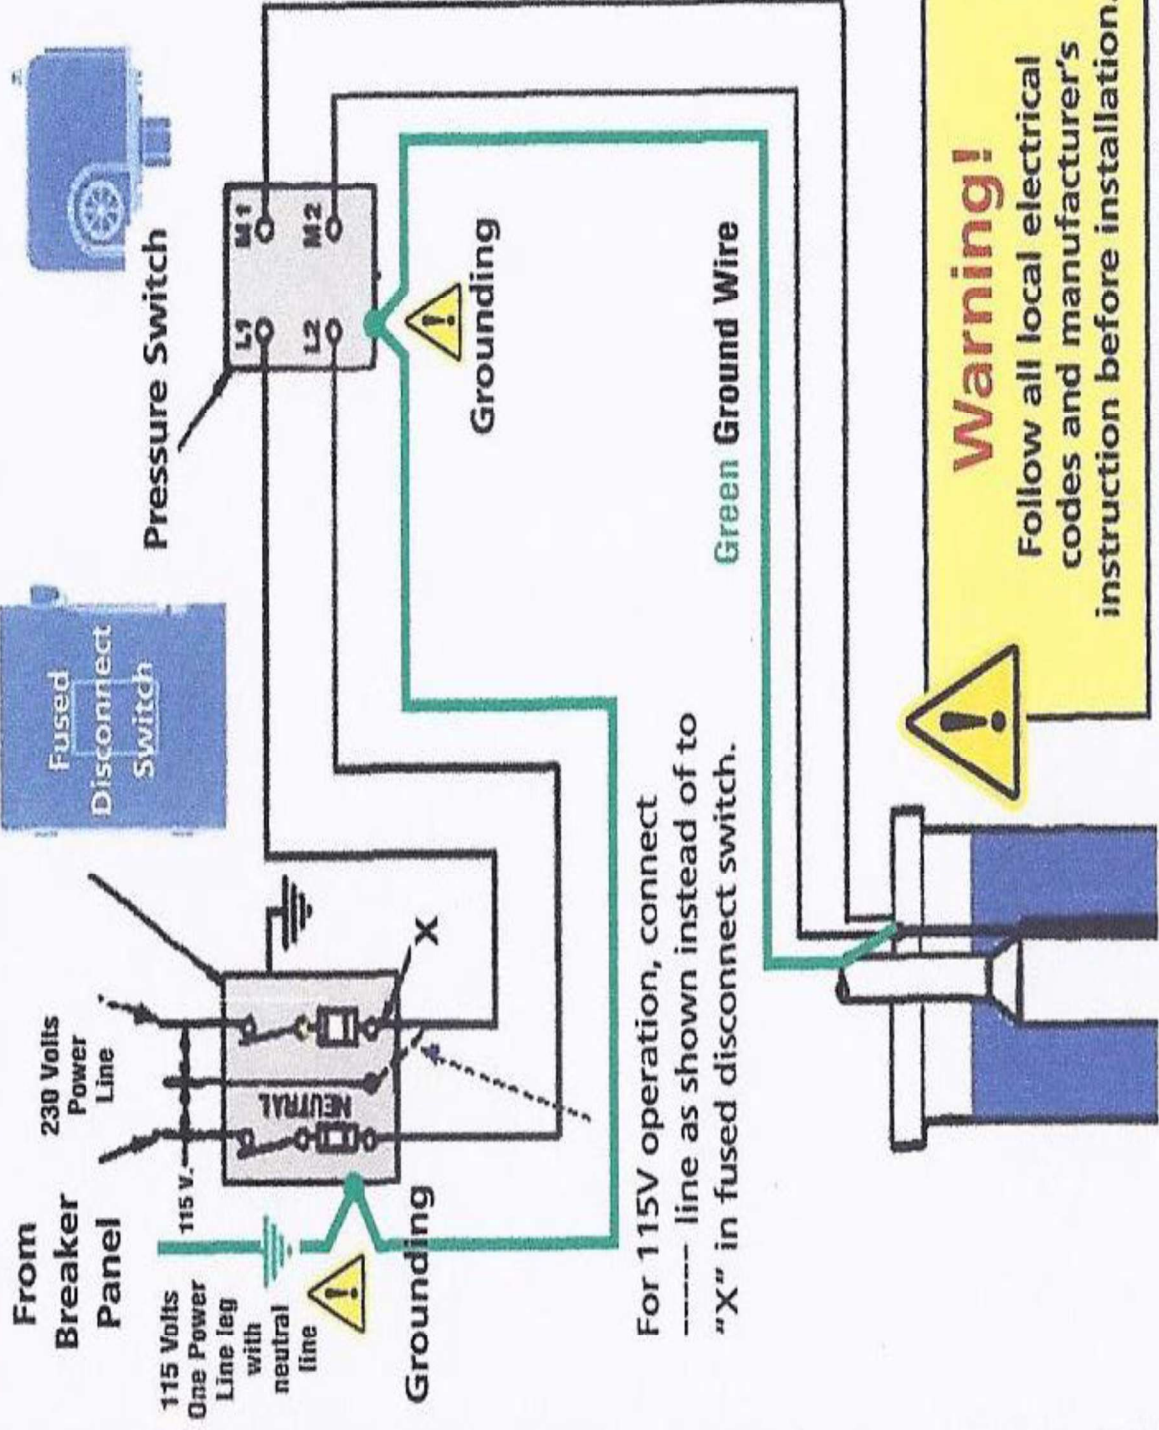 From
Breaker
Panel
230 Volts
Power
Line
Fused
Disconnect
Switch
Pressure Switch
115 V.
NEUTRAL
L1
M1
L2
M2
115 Volts
One Power
Line leg
with
neutral
line
X
Grounding
Grounding
For 115V operation, connect
----- line as shown instead of to
"X" in fused disconnect switch.
Green Ground Wire
Warning!
Follow all local electrical
codes and manufacturer's
instruction before installation.